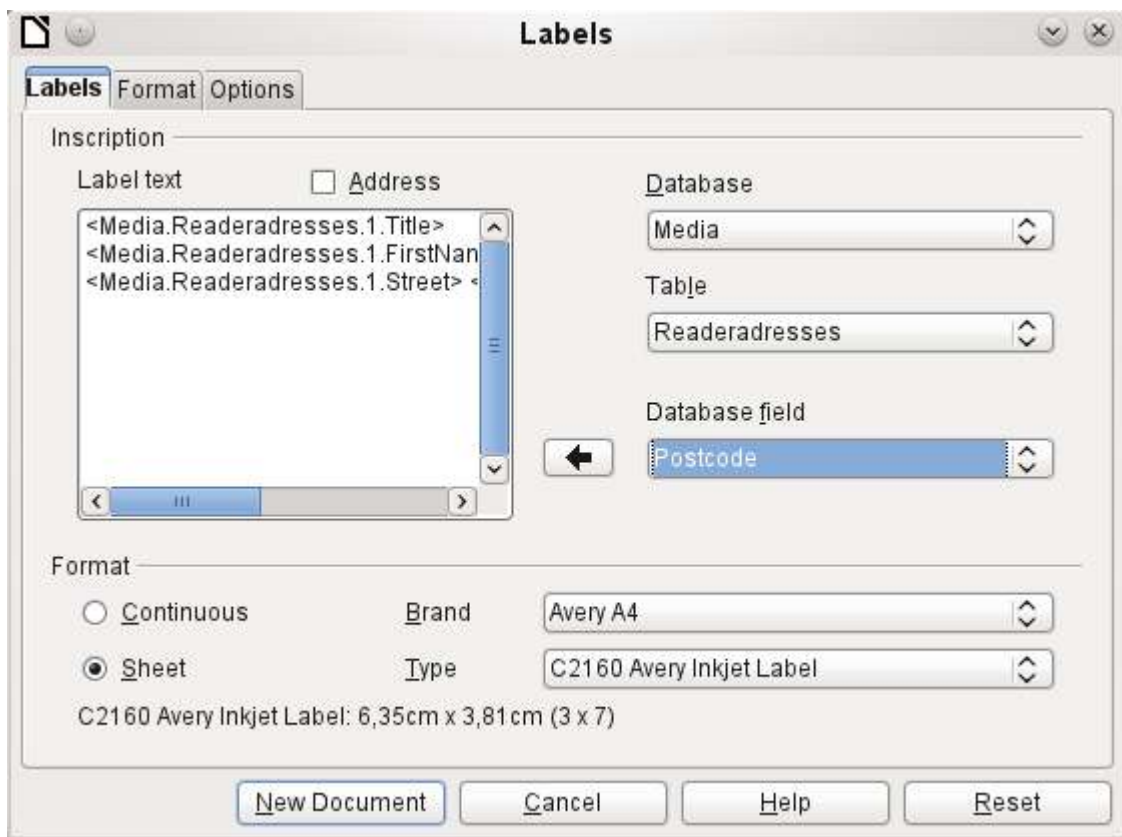 Labels
Labels Format Options
Inscription
Label text Address Database
<Media.Readeradresses.1.Title>
<Media.Readeradresses.1.FirstNan
<Media.Readeradresses.1.Street> <
Media
Table
Readeradresses
Database field
Postcode
Format
Continuous Brand Avery A4
Sheet Type C2160 Avery Inkjet Label
C2160 Avery Inkjet Label: 6,35cm x 3,81cm (3 x 7)
New Document Cancel Help Reset